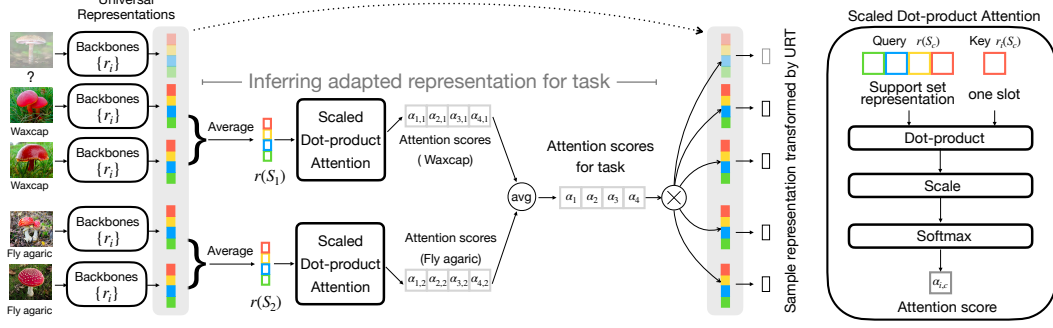 Universal
Representations
Backbones
{r_i}
?
Backbones
{r_i}
Waxcap
Backbones
{r_i}
Waxcap
Backbones
{r_i}
Fly agaric
Backbones
{r_i}
Fly agaric
Inferring adapted representation for task
Average
r(S_1)
Scaled
Dot-product
Attention
α_{1,1} α_{2,1} α_{3,1} α_{4,1}
Attention scores
( Waxcap)
Average
r(S_2)
Scaled
Dot-product
Attention
Attention scores
(Fly agaric)
α_{1,2} α_{2,2} α_{3,2} α_{4,2}
avg
Attention scores
for task
α_1 α_2 α_3 α_4
Sample representation transformed by URT
Scaled Dot-product Attention
Query r(S_c)
Key r_i(S_c)
Support set
representation
one slot
Dot-product
Scale
Softmax
α_{i,c}
Attention score